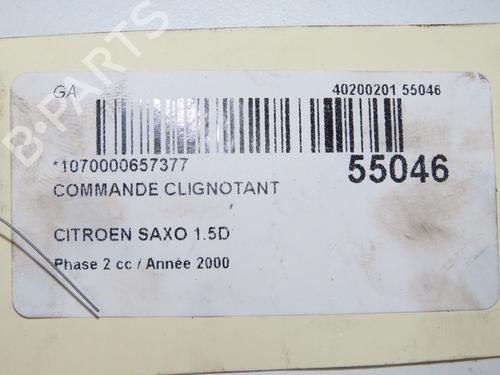 GA
40200201 55046
*1070000657377
55046
COMMANDE CLIGNOTANT
CITROEN SAXO 1.5D
Phase 2 cc / Année 2000
B-PARTS